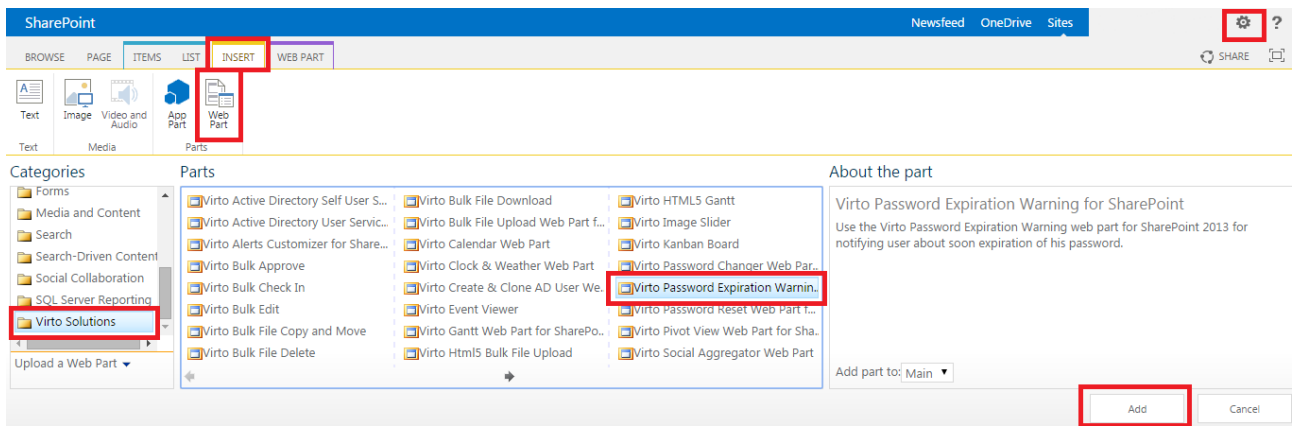 SharePoint
Newsfeed OneDrive Sites
?
BROWSE PAGE ITEMS LIST INSERT WEB PART
SHARE
Text
Image
Video and
Audio
App
Part
Web
Part
Text Media Parts
Categories
Forms
Media and Content
Search
Search-Driven Content
Social Collaboration
SQL Server Reporting
Virto Solutions
Upload a Web Part
Parts
Virto Active Directory Self User S...
Virto Active Directory User Servic...
Virto Alerts Customizer for Share...
Virto Bulk Approve
Virto Bulk Check In
Virto Bulk Edit
Virto Bulk File Copy and Move
Virto Bulk File Delete
Virto Bulk File Download
Virto Bulk File Upload Web Part f...
Virto Calendar Web Part
Virto Clock & Weather Web Part
Virto Create & Clone AD User We..
Virto Event Viewer
Virto Gantt Web Part for SharePo..
Virto Html5 Bulk File Upload
Virto HTML5 Gantt
Virto Image Slider
Virto Kanban Board
Virto Password Changer Web Par..
Virto Password Expiration Warnin..
Virto Password Reset Web Part f...
Virto Pivot View Web Part for Sha..
Virto Social Aggregator Web Part
About the part
Virto Password Expiration Warning for SharePoint
Use the Virto Password Expiration Warning web part for SharePoint 2013 for
notifying user about soon expiration of his password.
Add part to: Main
Add Cancel